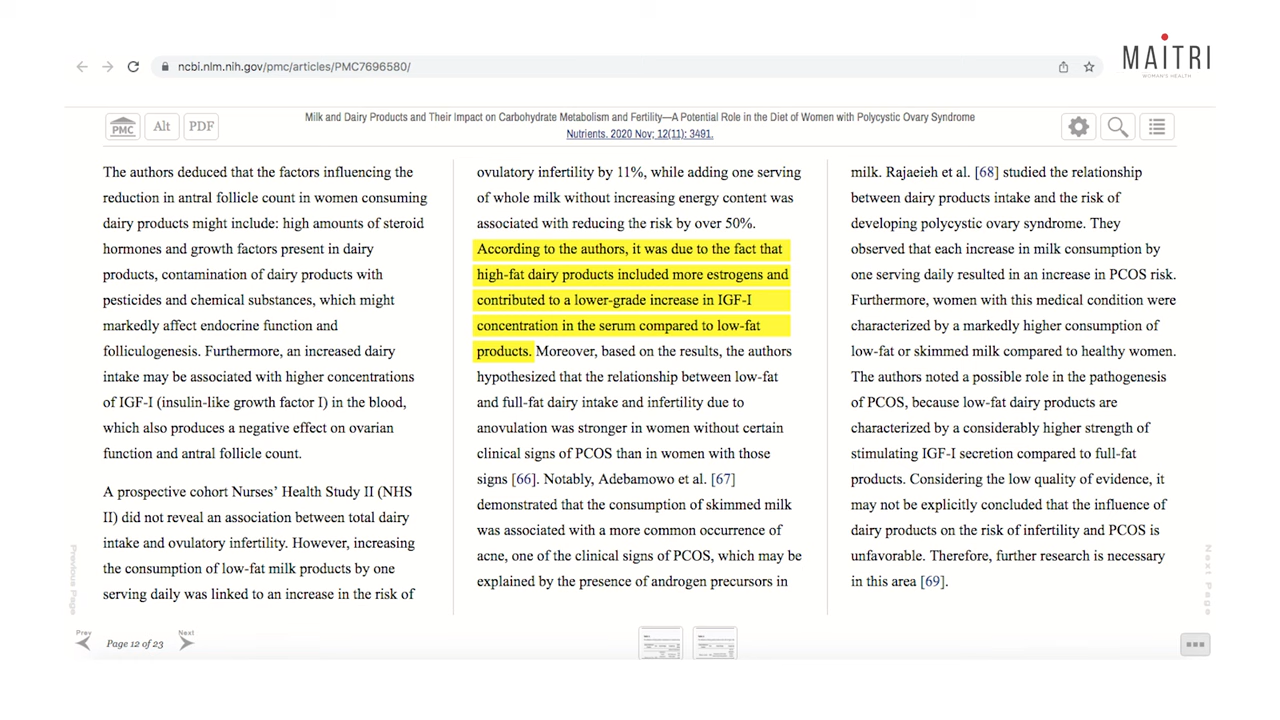 MAITRI
WOMAN'S HEALTH
ncbi.nlm.nih.gov/pmc/articles/PMC7696580/
PMC
Alt
PDF
Milk and Dairy Products and Their Impact on Carbohydrate Metabolism and Fertility—A Potential Role in the Diet of Women with Polycystic Ovary Syndrome
Nutrients. 2020 Nov; 12(11): 3491.
The authors deduced that the factors influencing the
reduction in antral follicle count in women consuming
dairy products might include: high amounts of steroid
hormones and growth factors present in dairy
products, contamination of dairy products with
pesticides and chemical substances, which might
markedly affect endocrine function and
folliculogenesis. Furthermore, an increased dairy
intake may be associated with higher concentrations
of IGF-I (insulin-like growth factor I) in the blood,
which also produces a negative effect on ovarian
function and antral follicle count.
A prospective cohort Nurses’ Health Study II (NHS
II) did not reveal an association between total dairy
intake and ovulatory infertility. However, increasing
the consumption of low-fat milk products by one
serving daily was linked to an increase in the risk of
ovulatory infertility by 11%, while adding one serving
of whole milk without increasing energy content was
associated with reducing the risk by over 50%.
According to the authors, it was due to the fact that
high-fat dairy products included more estrogens and
contributed to a lower-grade increase in IGF-I
concentration in the serum compared to low-fat
products. Moreover, based on the results, the authors
hypothesized that the relationship between low-fat
and full-fat dairy intake and infertility due to
anovulation was stronger in women without certain
clinical signs of PCOS than in women with those
signs [66]. Notably, Adebamowo et al. [67]
demonstrated that the consumption of skimmed milk
was associated with a more common occurrence of
acne, one of the clinical signs of PCOS, which may be
explained by the presence of androgen precursors in
milk. Rajaeieh et al. [68] studied the relationship
between dairy products intake and the risk of
developing polycystic ovary syndrome. They
observed that each increase in milk consumption by
one serving daily resulted in an increase in PCOS risk.
Furthermore, women with this medical condition were
characterized by a markedly higher consumption of
low-fat or skimmed milk compared to healthy women.
The authors noted a possible role in the pathogenesis
of PCOS, because low-fat dairy products are
characterized by a considerably higher strength of
stimulating IGF-I secretion compared to full-fat
products. Considering the low quality of evidence, it
may not be explicitly concluded that the influence of
dairy products on the risk of infertility and PCOS is
unfavorable. Therefore, further research is necessary
in this area [69].
Previous Page
Next Page
Prev
Page 12 of 23
Next